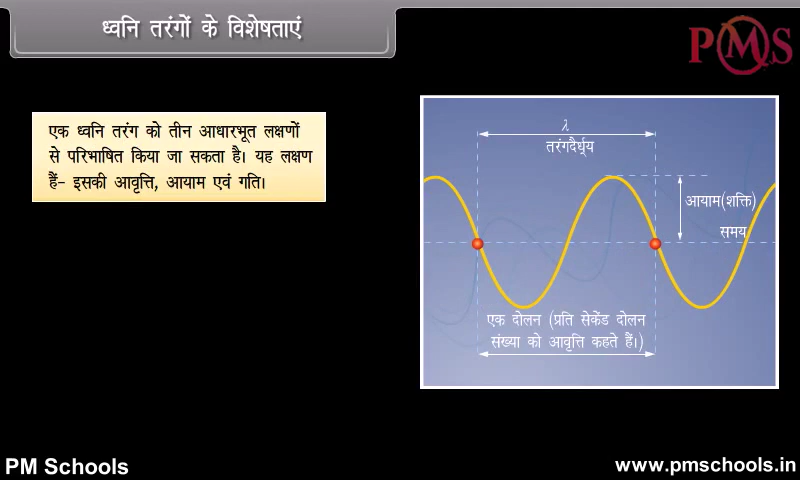 ध्वनि तरंगों के विशेषताएं
PMS
एक ध्वनि तरंग को तीन आधारभूत लक्षणों
से परिभाषित किया जा सकता है। यह लक्षण
हैं- इसकी आवृत्ति, आयाम एवं गति।
λ
तरंगदैर्ध्य
आयाम(शक्ति)
समय
एक दोलन (प्रति सेकेंड दोलन
संख्या को आवृत्ति कहते हैं।)
PM Schools
www.pmschools.in